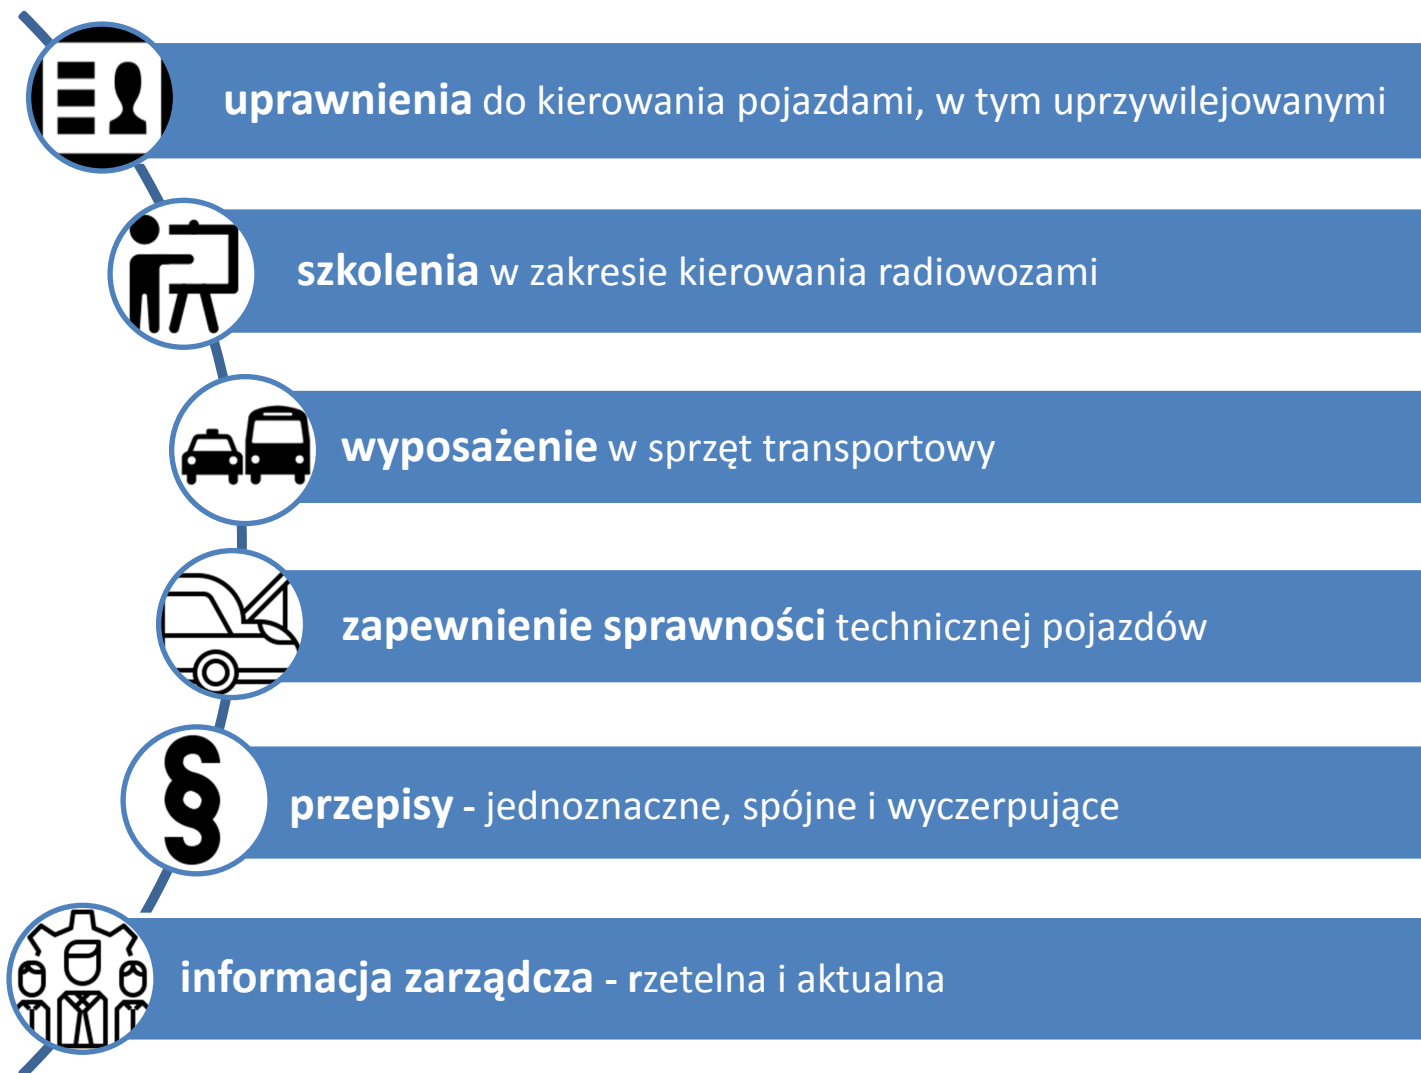 uprawnienia do kierowania pojazdami, w tym uprzywilejowanymi
szkolenia w zakresie kierowania radiowozami
wyposażenie w sprzęt transportowy
zapewnienie sprawności technicznej pojazdów
§
przepisy - jednoznaczne, spójne i wyczerpujące
informacja zarządcza - rzetelna i aktualna